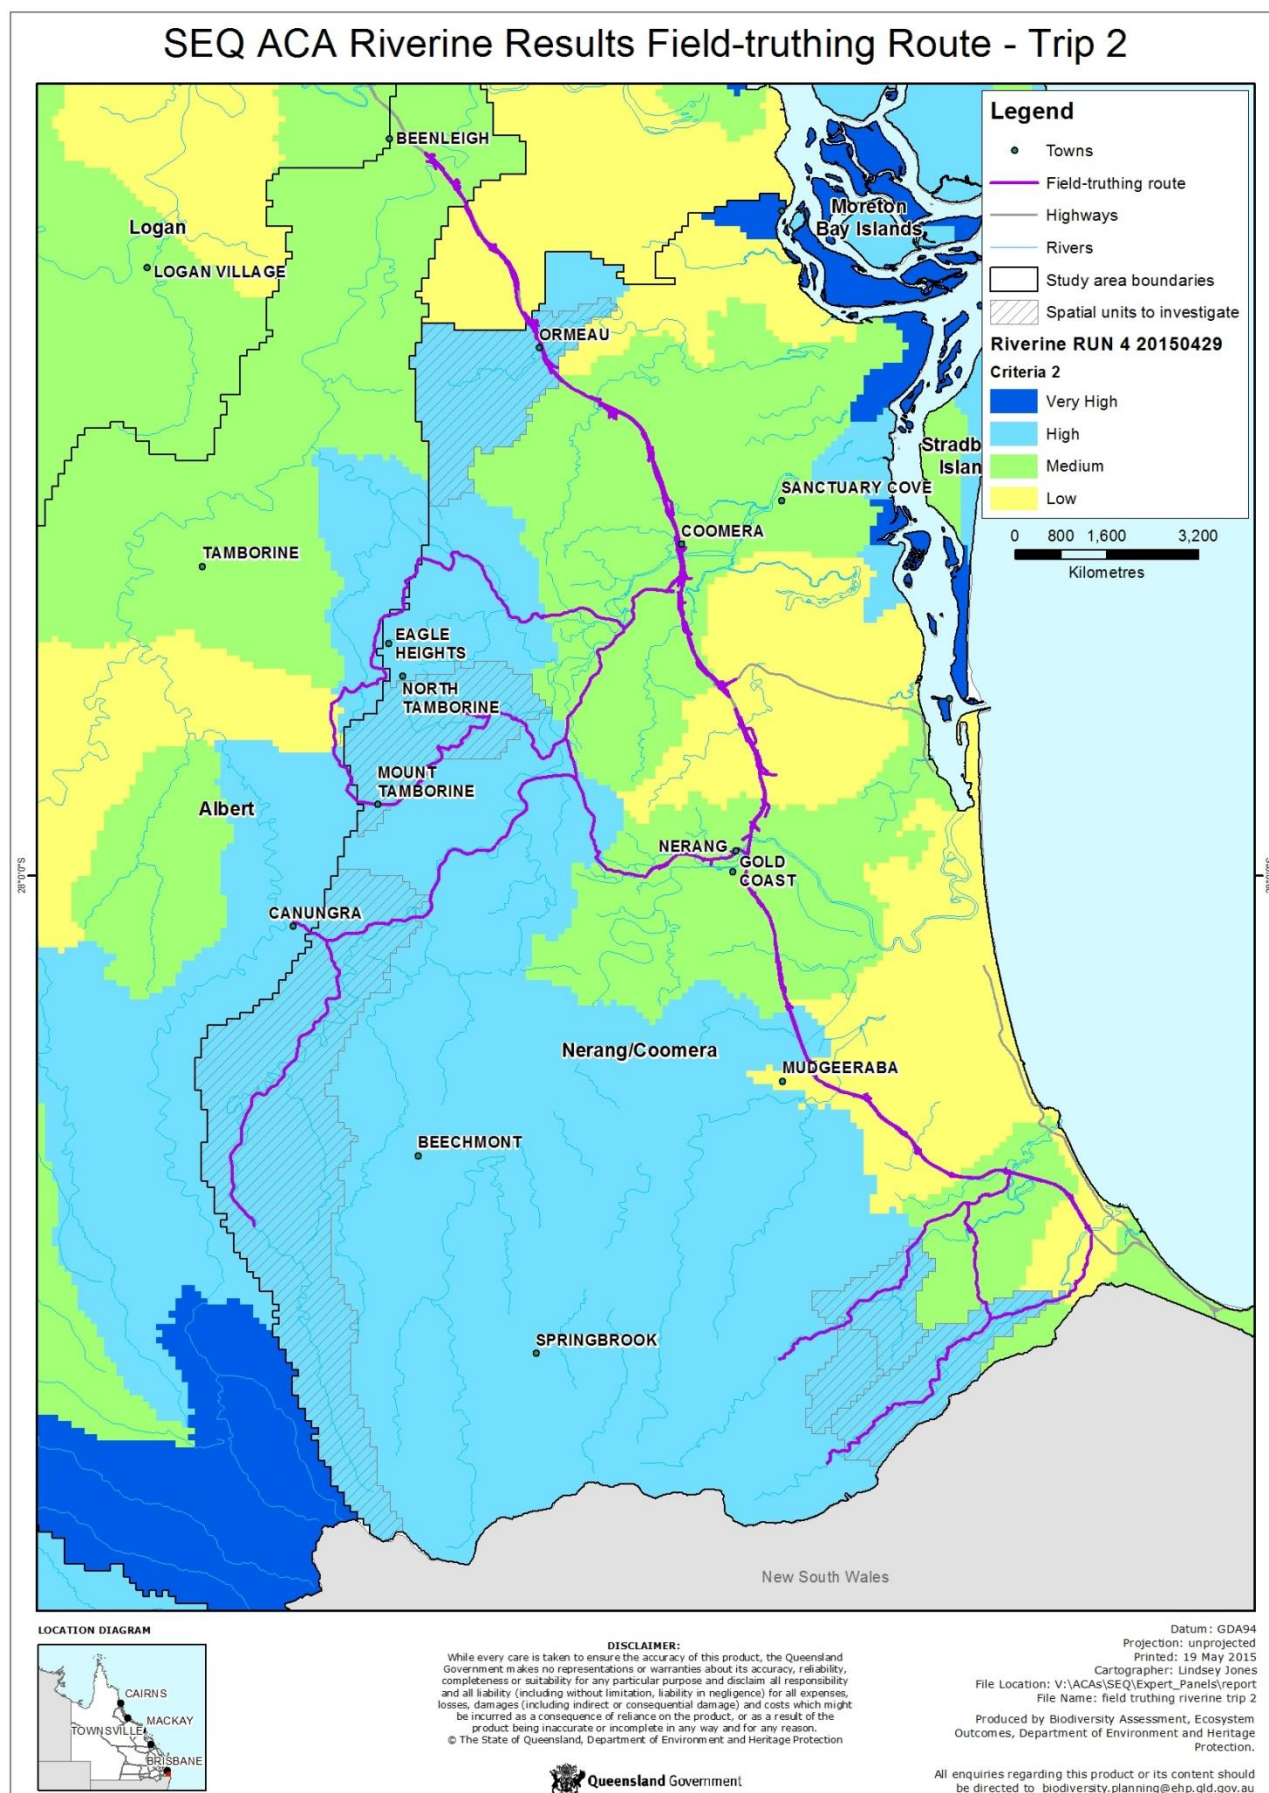 SEQ ACA Riverine Results Field-truthing Route - Trip 2
Legend
Towns
Field-truthing route
Highways
Rivers
Study area boundaries
Spatial units to investigate
Riverine RUN 4 20150429
Criteria 2
Very High
High
Medium
Low
0 800 1,600 3,200
Kilometres
BEENLEIGH
Moreton
Bay Islands
Logan
LOGAN VILLAGE
ORMEAU
Stradb
Islan
SANCTUARY COVE
COOMERA
TAMBORINE
EAGLE
HEIGHTS
NORTH
TAMBORINE
MOUNT
TAMBORINE
Albert
NERANG
GOLD
COAST
28°0'0"S
CANUNGRA
Nerang/Coomera
MUDGEERABA
BEECHMONT
SPRINGBROOK
New South Wales
LOCATION DIAGRAM
CAIRNS
MACKAY
TOWNSVILLE
BRISBANE
DISCLAIMER:
While every care is taken to ensure the accuracy of this product, the Queensland
Government makes no representations or warranties about its accuracy, reliability,
completeness or suitability for any particular purpose and disclaim all responsibility
and all liability (including without limitation, liability in negligence) for all expenses,
losses, damages (including indirect or consequential damage) and costs which might
be incurred as a consequence of reliance on the product, or as a result of the
product being inaccurate or incomplete in any way and for any reason.
© The State of Queensland, Department of Environment and Heritage Protection
Queensland Government
Datum : GDA94
Projection: unprojected
Printed: 19 May 2015
Cartographer: Lindsey Jones
File Location: V:\ACAs\SEQ\Expert_Panels\report
File Name: field truthing riverine trip 2
Produced by Biodiversity Assessment, Ecosystem
Outcomes, Department of Environment and Heritage
Protection.
All enquiries regarding this product or its content should
be directed to biodiversity.planning@ehp.qld.gov.au